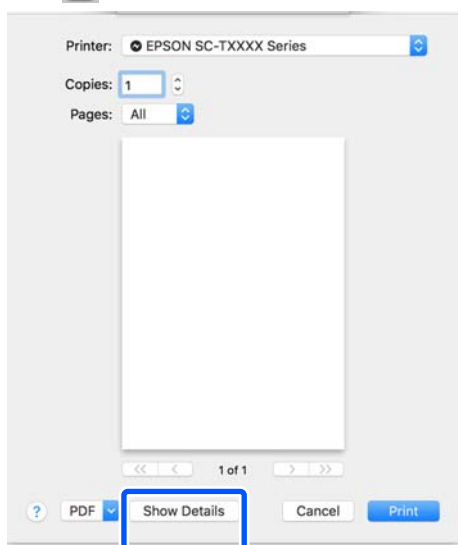 Printer: EPSON SC-TXXXX Series
Copies: 1
Pages: All
<< < 1 of 1 > >>
? PDF Show Details Cancel Print